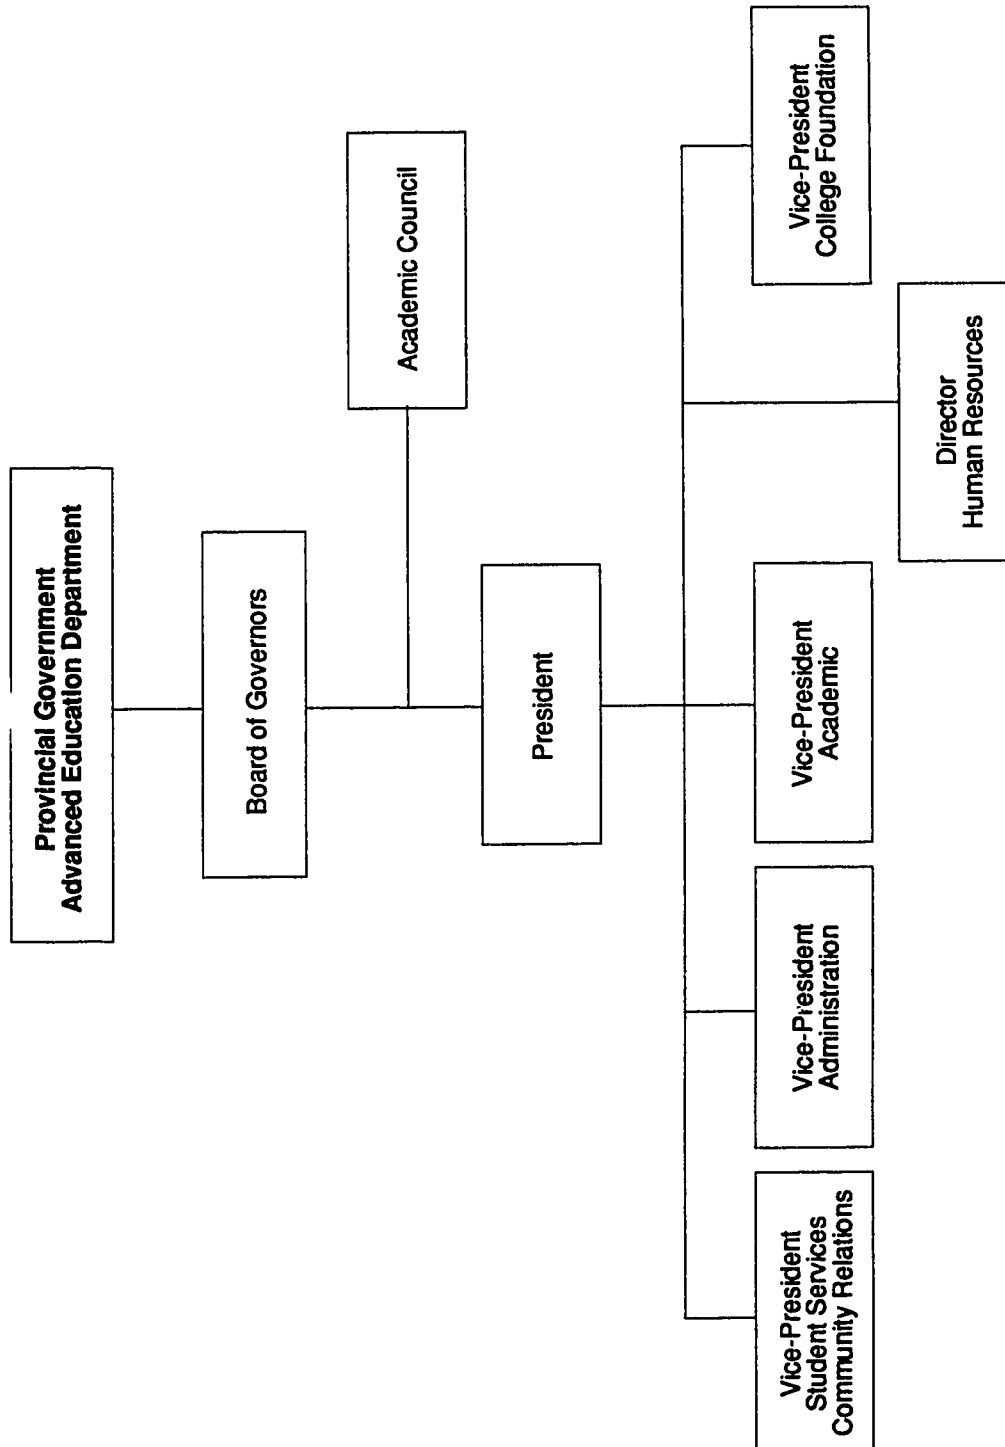 Provincial Government
Advanced Education Department
Board of Governors
Academic Council
President
Vice-President
Student Services
Community Relations
Vice-President
Administration
Vice-President
Academic
Director
Human Resources
Vice-President
College Foundation